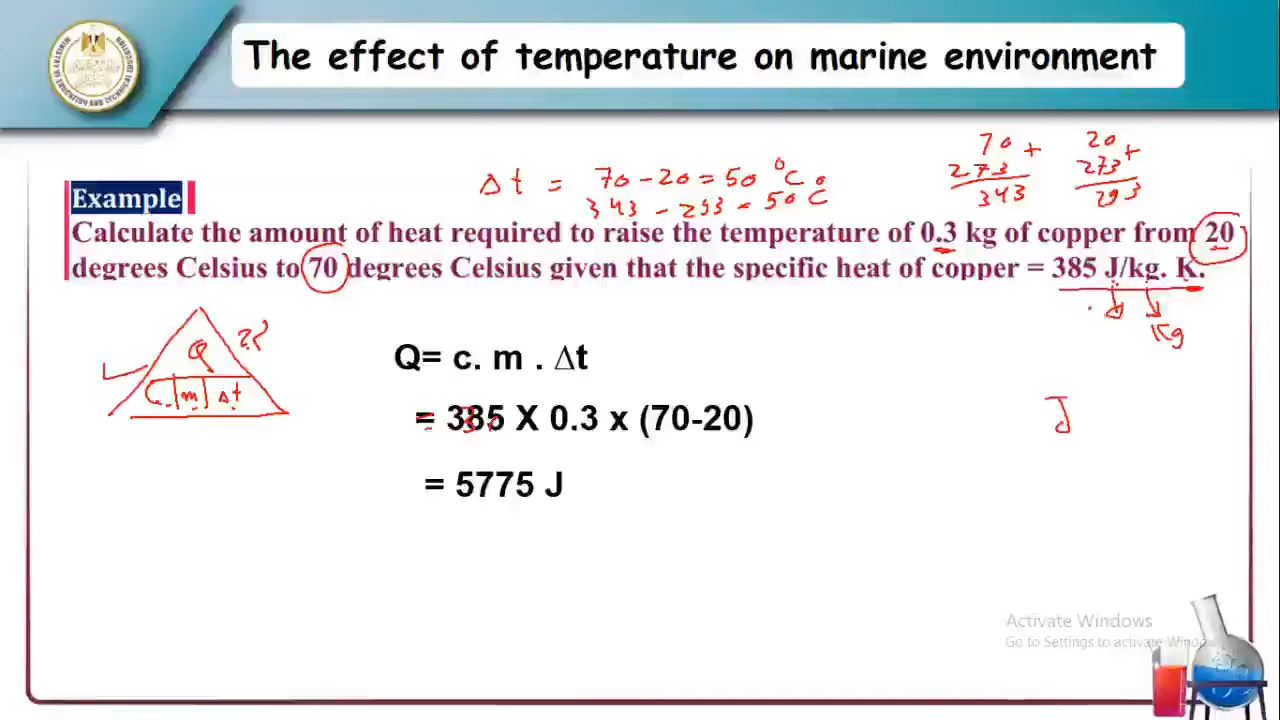 The effect of temperature on marine environment
70 +
273
343
20 +
273
293
Δt = 70 - 20 = 50 °C
343 - 293 = 50 °C
Example
Calculate the amount of heat required to raise the temperature of 0.3 kg of copper from 20
degrees Celsius to 70 degrees Celsius given that the specific heat of copper = 385 J/kg. K.
J
Kg
Q
??
C m Δt
Q= c. m . ∆t
= 385 X 0.3 x (70-20)
J
= 5775 J
Activate Windows
Go to Settings to activate Windows